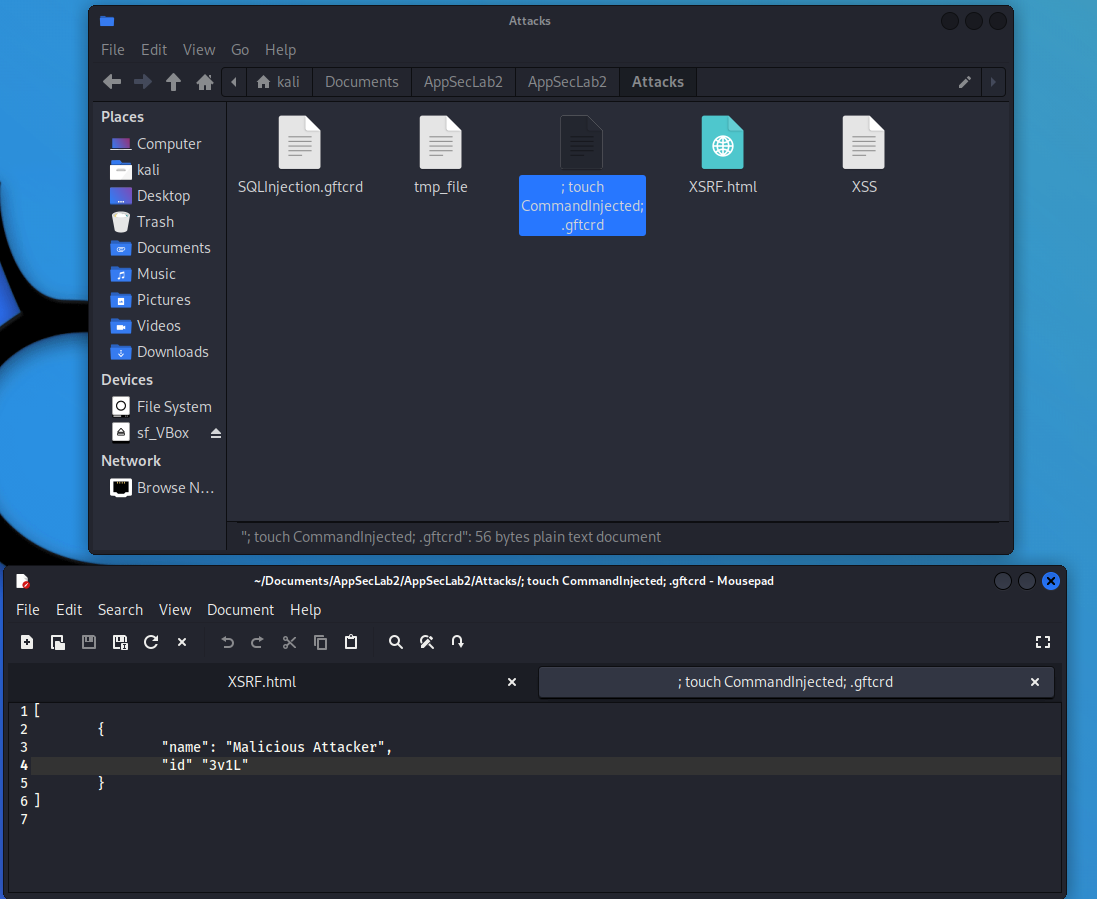 Attacks
File Edit View Go Help
kali Documents AppSecLab2 AppSecLab2 Attacks
Places
Computer
kali
Desktop
Trash
Documents
Music
Pictures
Videos
Downloads
Devices
File System
sf_VBox
Network
Browse N...
SQLInjection.gftcrd
tmp_file
; touch
CommandInjected;
.gftcrd
XSRF.html
XSS
"; touch CommandInjected; .gftcrd": 56 bytes plain text document
~/Documents/AppSecLab2/AppSecLab2/Attacks/; touch CommandInjected; .gftcrd - Mousepad
File Edit Search View Document Help
XSRF.html ; touch CommandInjected; .gftcrd
1 [
2 {
3 "name": "Malicious Attacker",
4 "id" "3v1L"
5 }
6 ]
7